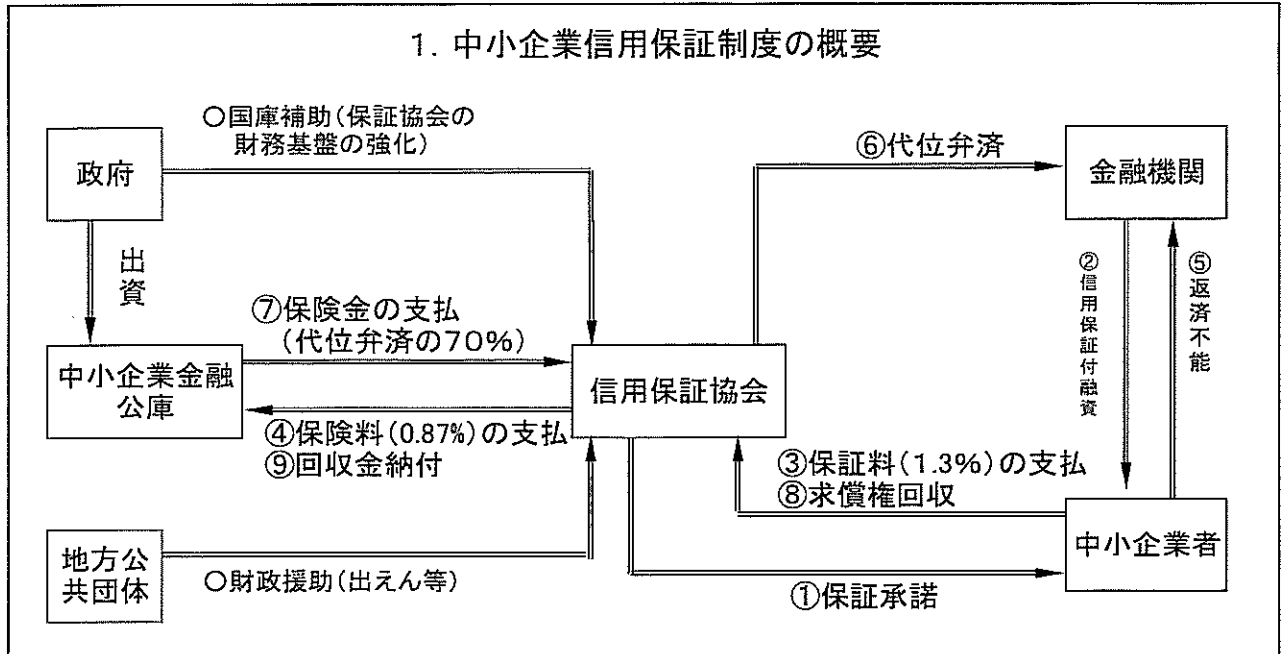 1. 中小企業信用保証制度の概要
○国庫補助(保証協会の
財務基盤の強化)
政府
⑥代位弁済
金融機関
出資
②信用保証付融資
⑤返済不能
⑦保険金の支払
(代位弁済の70%)
中小企業金融
公庫
信用保証協会
④保険料(0.87%)の支払
⑨回収金納付
③保証料(1.3%)の支払
⑧求償権回収
地方公
共団体
○財政援助(出えん等)
中小企業者
①保証承諾